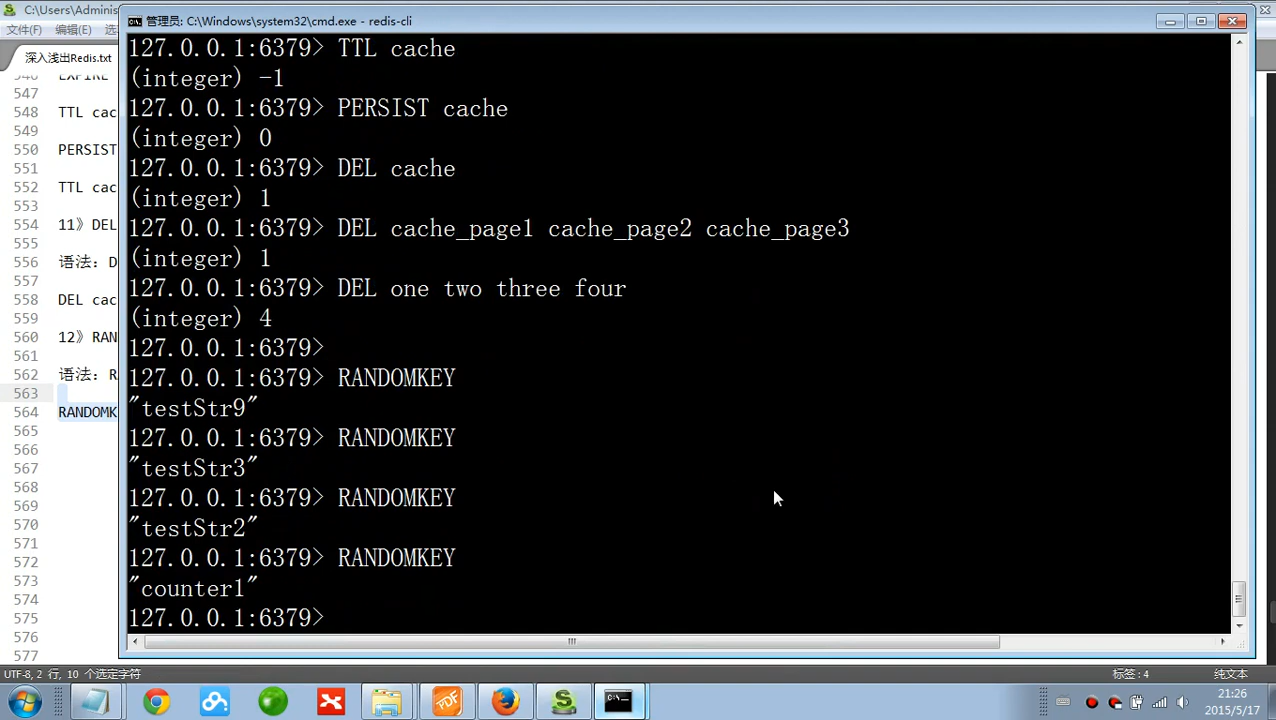 C:\Users\Adminis
文件(F) 编辑(E) 选
深入浅出Redis.txt
管理员: C:\Windows\system32\cmd.exe - redis-cli
127.0.0.1:6379> TTL cache
(integer) -1
127.0.0.1:6379> PERSIST cache
(integer) 0
127.0.0.1:6379> DEL cache
(integer) 1
127.0.0.1:6379> DEL cache_page1 cache_page2 cache_page3
(integer) 1
127.0.0.1:6379> DEL one two three four
(integer) 4
127.0.0.1:6379>
127.0.0.1:6379> RANDOMKEY
"testStr9"
127.0.0.1:6379> RANDOMKEY
"testStr3"
127.0.0.1:6379> RANDOMKEY
"testStr2"
127.0.0.1:6379> RANDOMKEY
"counter1"
127.0.0.1:6379>
546 EXPIRE
547
548 TTL cac
549
550 PERSIST
551
552 TTL cac
553
554 11》DEL
555
556 语法: D
557
558 DEL cac
559
560 12》RAN
561
562 语法: R
563
564 RANDOMK
565
566
567
568
569
570
571
572
573
574
575
576
577
UTF-8, 2 行, 10 个选定字符
标签: 4
纯文本
21:26
2015/5/17